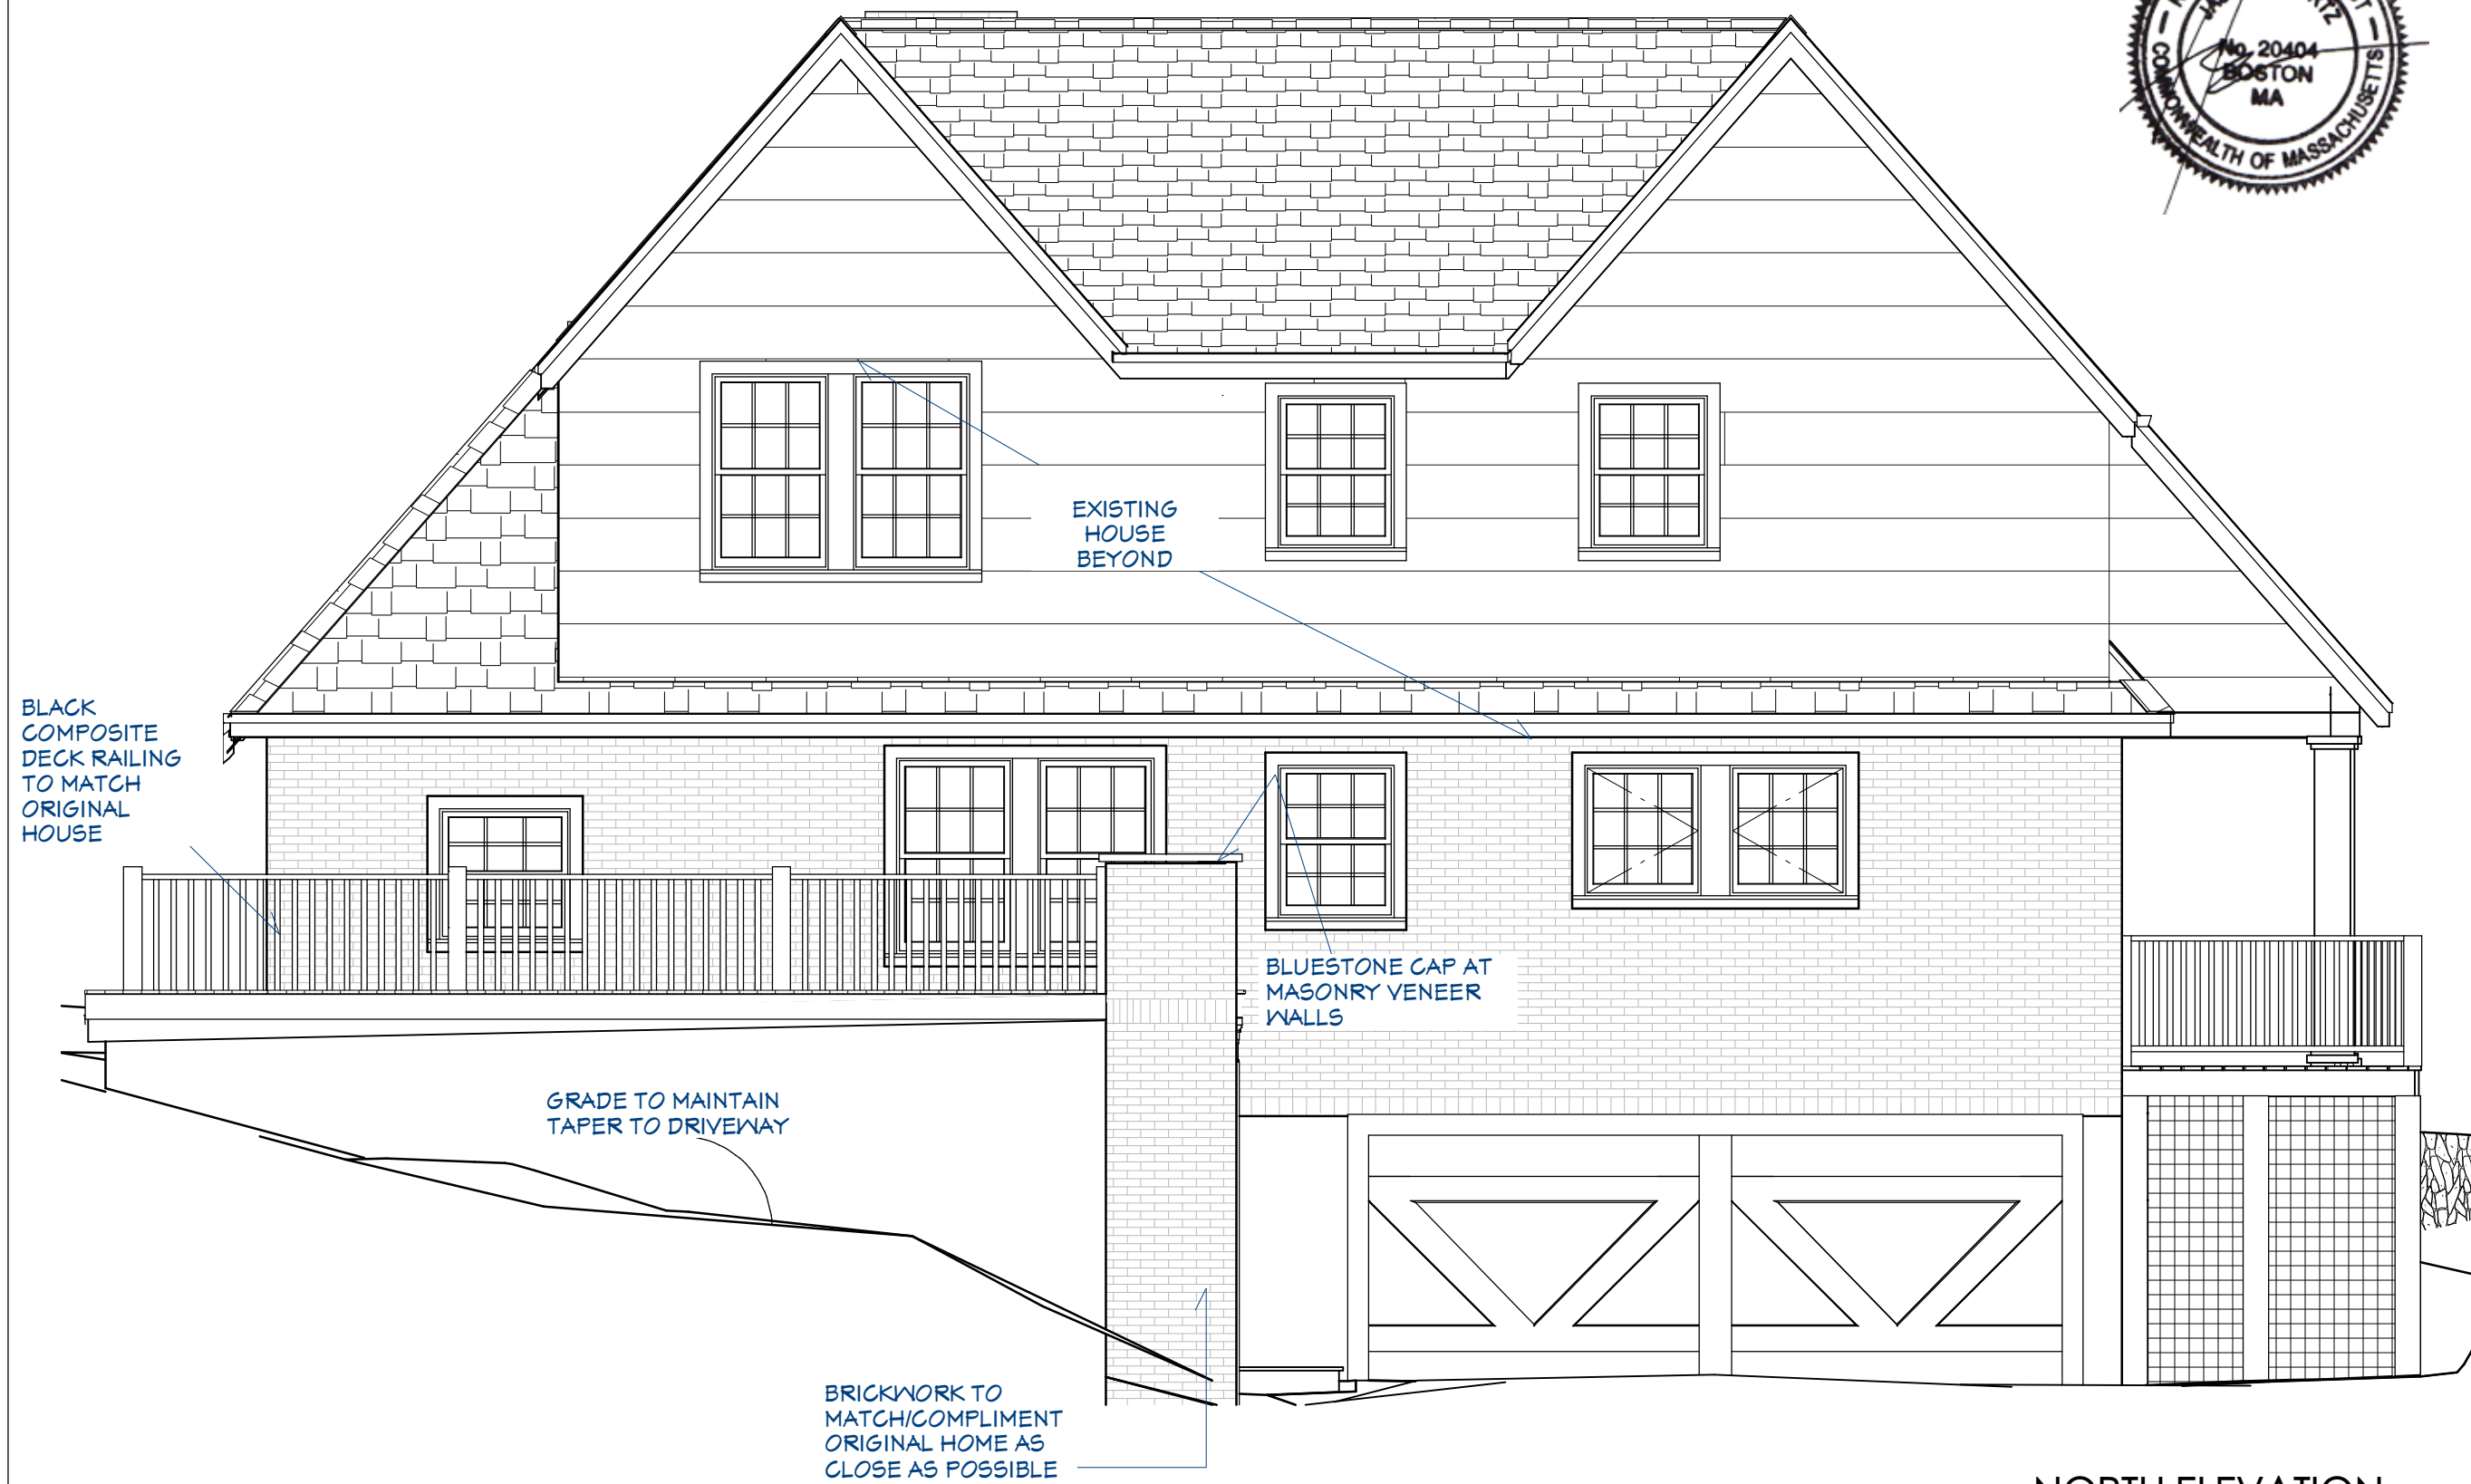 No. 20404
BOSTON
MA
COMMONWEALTH OF MASSACHUSETTS
EXISTING
HOUSE
BEYOND
BLACK
COMPOSITE
DECK RAILING
TO MATCH
ORIGINAL
HOUSE
BLUESTONE CAP AT
MASONRY VENEER
WALLS
GRADE TO MAINTAIN
TAPER TO DRIVEWAY
BRICKWORK TO
MATCH/COMPLIMENT
ORIGINAL HOME AS
CLOSE AS POSSIBLE
NORTH ELEVATION